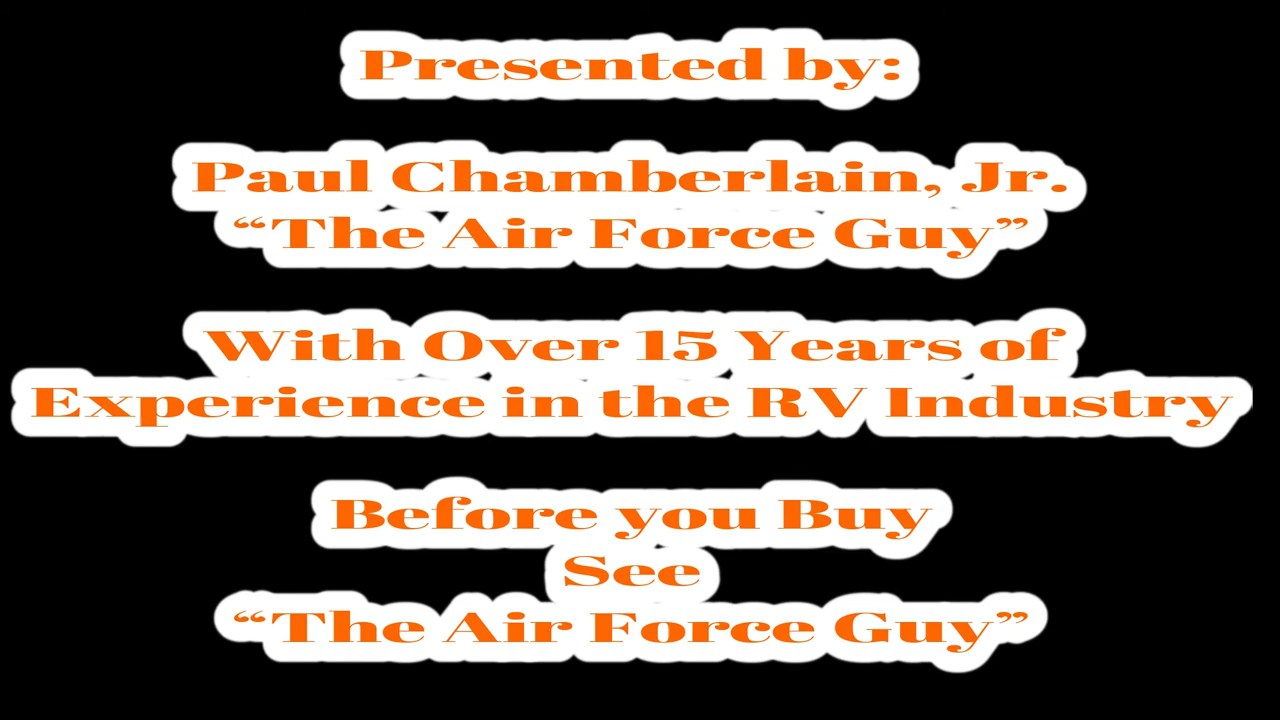 Presented by:
Paul Chamberlain, Jr.
“The Air Force Guy”
With Over 15 Years of
Experience in the RV Industry
Before you Buy
See
“The Air Force Guy”